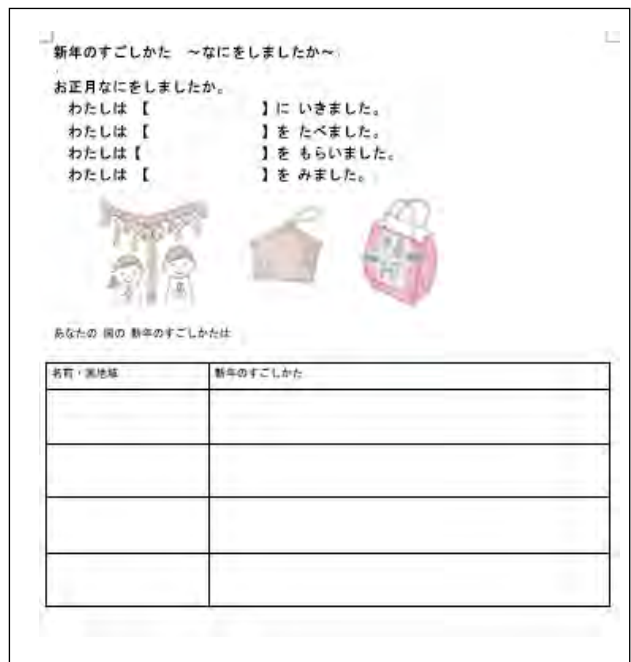 新年のすごしかた　～なにをしましたか～
お正月なにをしましたか。
わたしは 【　　　　　　　】に いきました。
わたしは 【　　　　　　　】を たべました。
わたしは【　　　　　　　】を もらいました。
わたしは 【　　　　　　　】を みました。
あなたの 国の 新年のすごしかたは
名前・国地域	新年のすごしかた